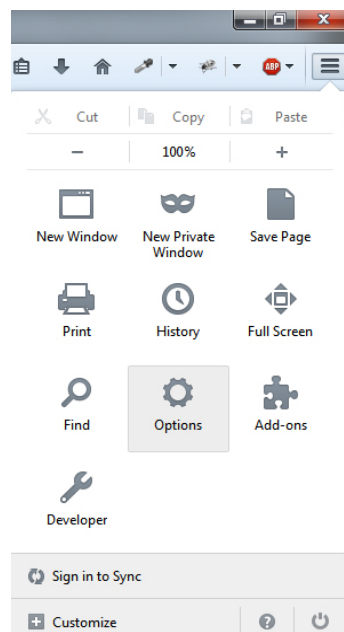 ABP
Cut Copy Paste
− 100% +
New Window New Private Window Save Page
Print History Full Screen
Find Options Add-ons
Developer
Sign in to Sync
Customize